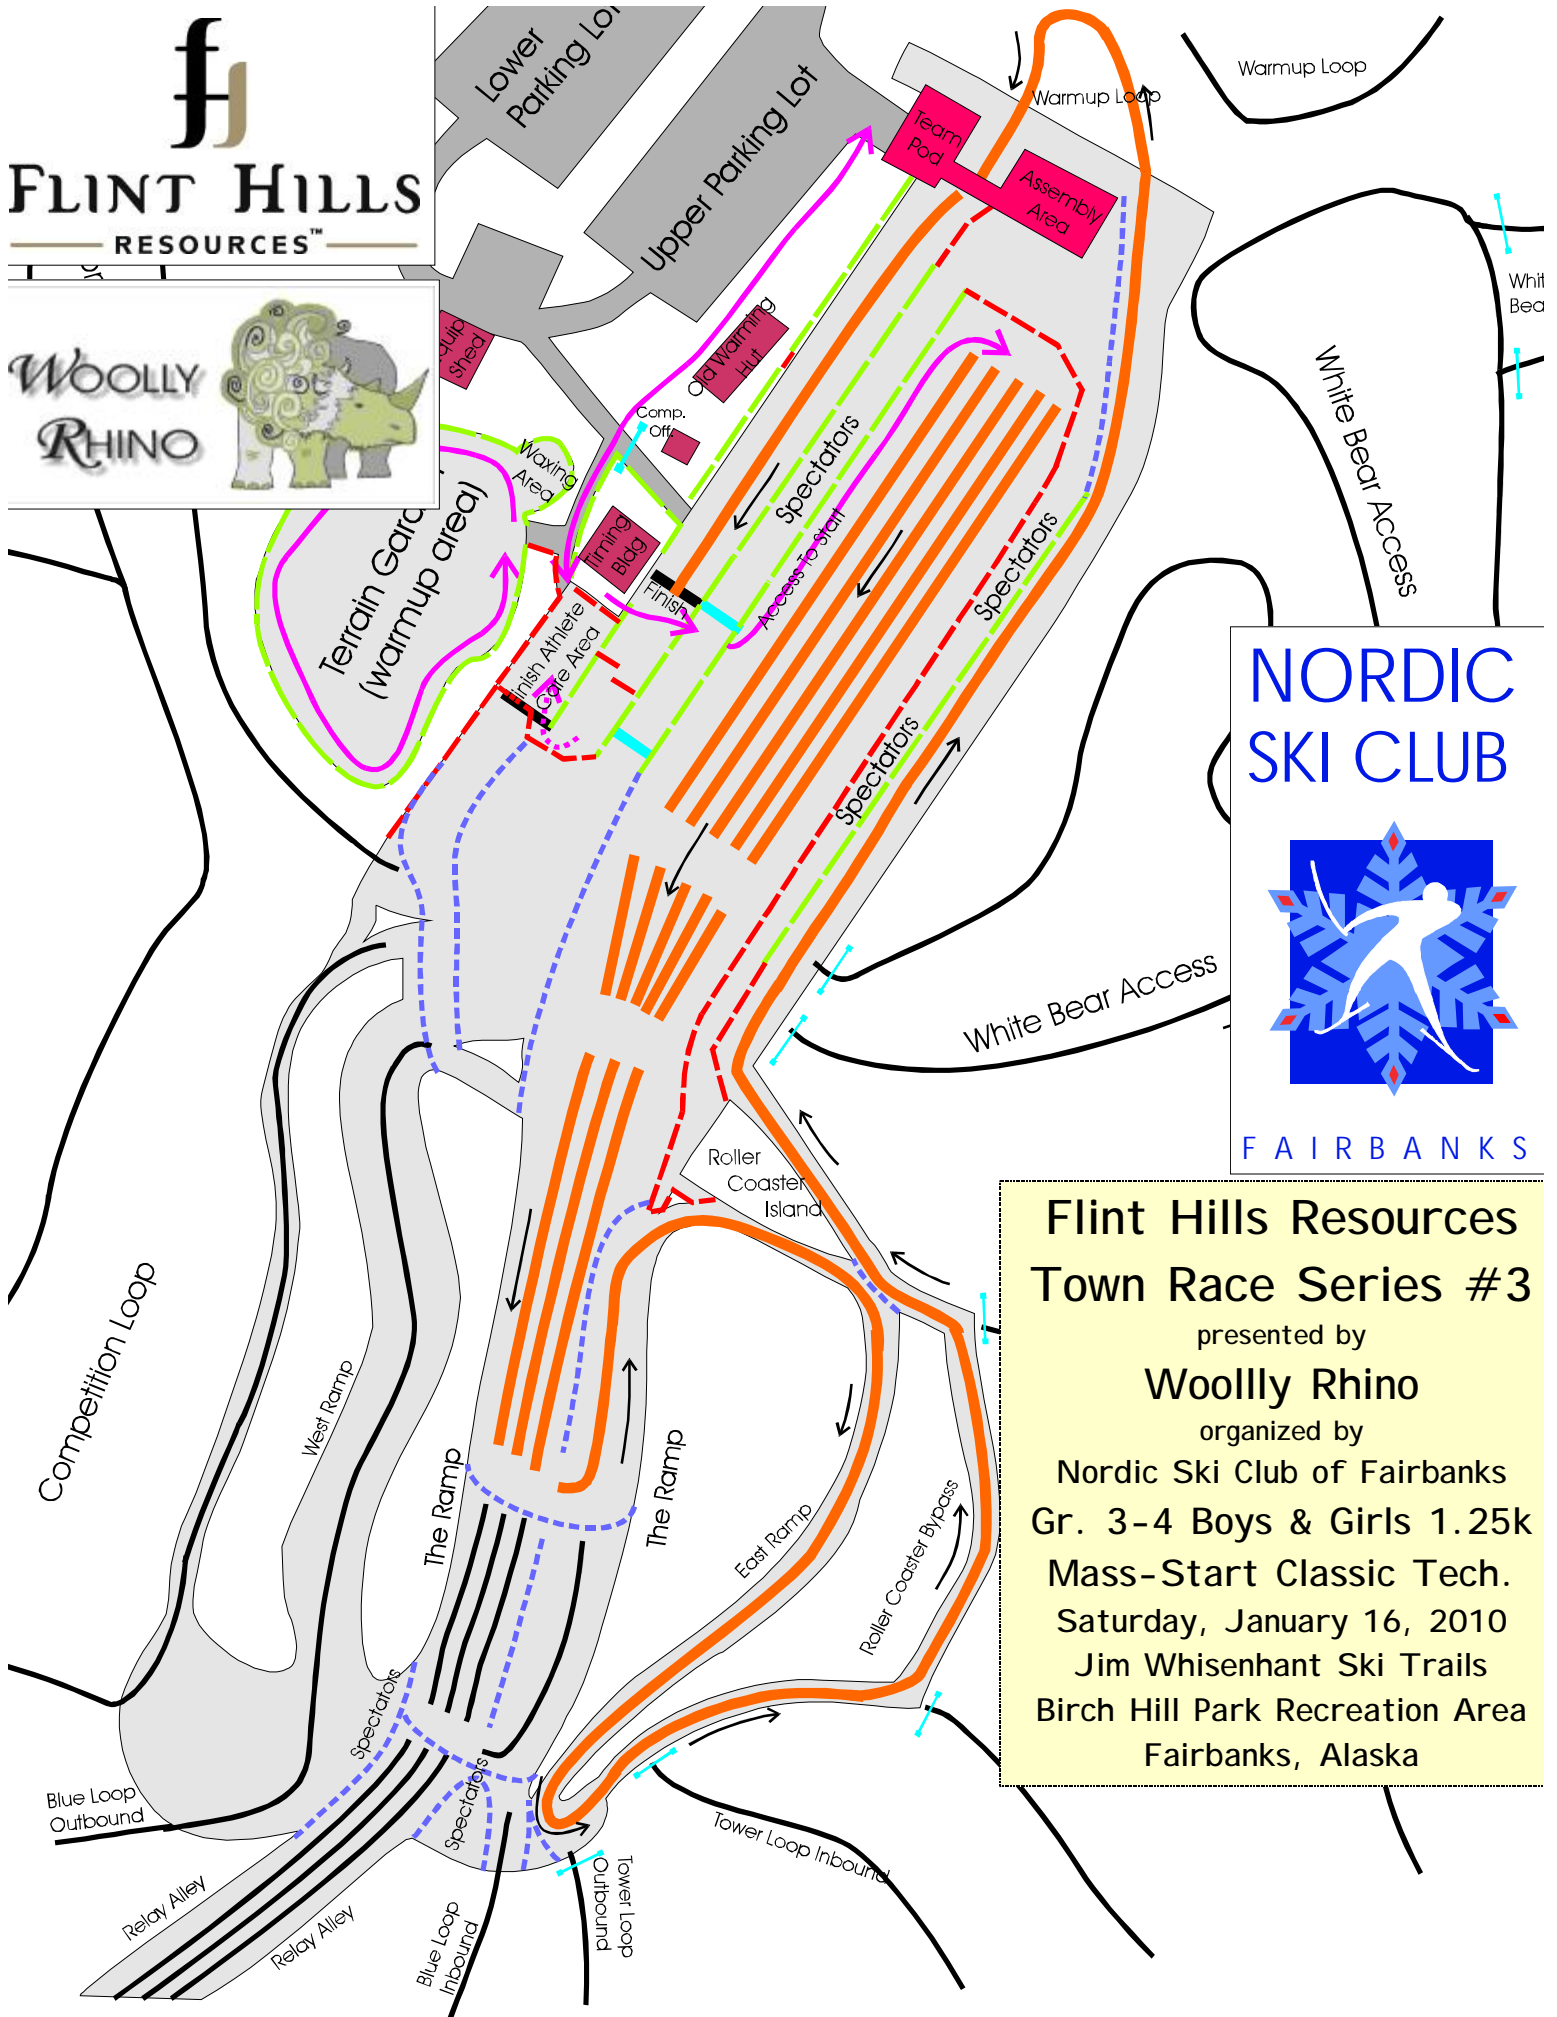 FLINT HILLS
RESOURCES™
WOOLLY
RHINO
Lower
Parking Lot
Upper Parking Lot
Team
Pod
Assembly
Area
Warmup Loop
Warmup Loop
White Bear Access
Old Warming
Hut
Comp.
Off.
Shed
Waxing
Area
Timing
Bldg
Finish
Terrain
(warmup area)
Finish Athlete
Care Area
Access To Start
Spectators
Spectators
Spectators
White Bear Access
NORDIC
SKI CLUB
FAIRBANKS
Roller
Coaster
Island
Competition Loop
West Ramp
The Ramp
The Ramp
East Ramp
Roller Coaster Bypass
Spectators
Spectators
Blue Loop
Outbound
Relay Alley
Relay Alley
Blue Loop
Inbound
Tower Loop
Outbound
Tower Loop Inbound
Flint Hills Resources
Town Race Series #3
presented by
Woollly Rhino
organized by
Nordic Ski Club of Fairbanks
Gr. 3-4 Boys & Girls 1.25k
Mass-Start Classic Tech.
Saturday, January 16, 2010
Jim Whisenhant Ski Trails
Birch Hill Park Recreation Area
Fairbanks, Alaska